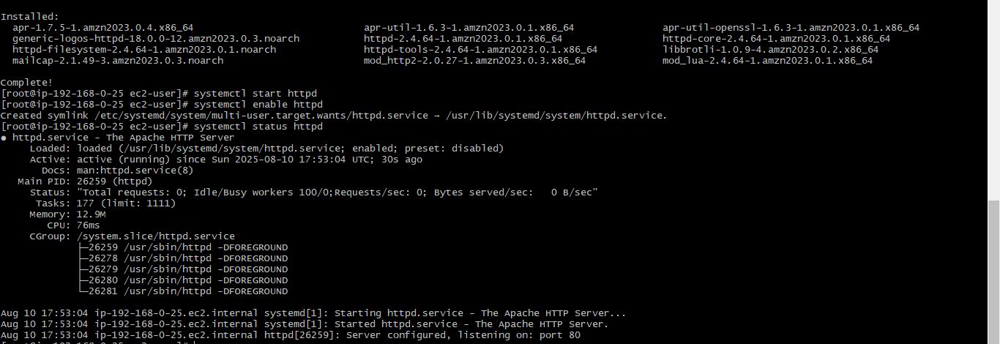 Installed:
apr-1.7.5-1.amzn2023.0.4.x86_64 apr-util-1.6.3-1.amzn2023.0.1.x86_64 apr-util-openssl-1.6.3-1.amzn2023.0.1.x86_64
generic-logos-httpd-18.0.0-12.amzn2023.0.3.noarch httpd-2.4.64-1.amzn2023.0.1.x86_64 httpd-core-2.4.64-1.amzn2023.0.1.x86_64
httpd-filesystem-2.4.64-1.amzn2023.0.1.noarch httpd-tools-2.4.64-1.amzn2023.0.1.x86_64 libbrotli-1.0.9-4.amzn2023.0.2.x86_64
mailcap-2.1.49-3.amzn2023.0.3.noarch mod_http2-2.0.27-1.amzn2023.0.3.x86_64 mod_lua-2.4.64-1.amzn2023.0.1.x86_64
Complete!
[root@ip-192-168-0-25 ec2-user]# systemctl start httpd
[root@ip-192-168-0-25 ec2-user]# systemctl enable httpd
Created symlink /etc/systemd/system/multi-user.target.wants/httpd.service → /usr/lib/systemd/system/httpd.service.
[root@ip-192-168-0-25 ec2-user]# systemctl status httpd
● httpd.service - The Apache HTTP Server
Loaded: loaded (/usr/lib/systemd/system/httpd.service; enabled; preset: disabled)
Active: active (running) since Sun 2025-08-10 17:53:04 UTC; 30s ago
Docs: man:httpd.service(8)
Main PID: 26259 (httpd)
Status: "Total requests: 0; Idle/Busy workers 100/0;Requests/sec: 0; Bytes served/sec:   0 B/sec"
Tasks: 177 (limit: 1111)
Memory: 12.9M
CPU: 76ms
CGroup: /system.slice/httpd.service
├─26259 /usr/sbin/httpd -DFOREGROUND
├─26278 /usr/sbin/httpd -DFOREGROUND
├─26279 /usr/sbin/httpd -DFOREGROUND
├─26280 /usr/sbin/httpd -DFOREGROUND
└─26281 /usr/sbin/httpd -DFOREGROUND
Aug 10 17:53:04 ip-192-168-0-25.ec2.internal systemd[1]: Starting httpd.service - The Apache HTTP Server...
Aug 10 17:53:04 ip-192-168-0-25.ec2.internal systemd[1]: Started httpd.service - The Apache HTTP Server.
Aug 10 17:53:04 ip-192-168-0-25.ec2.internal httpd[26259]: Server configured, listening on: port 80